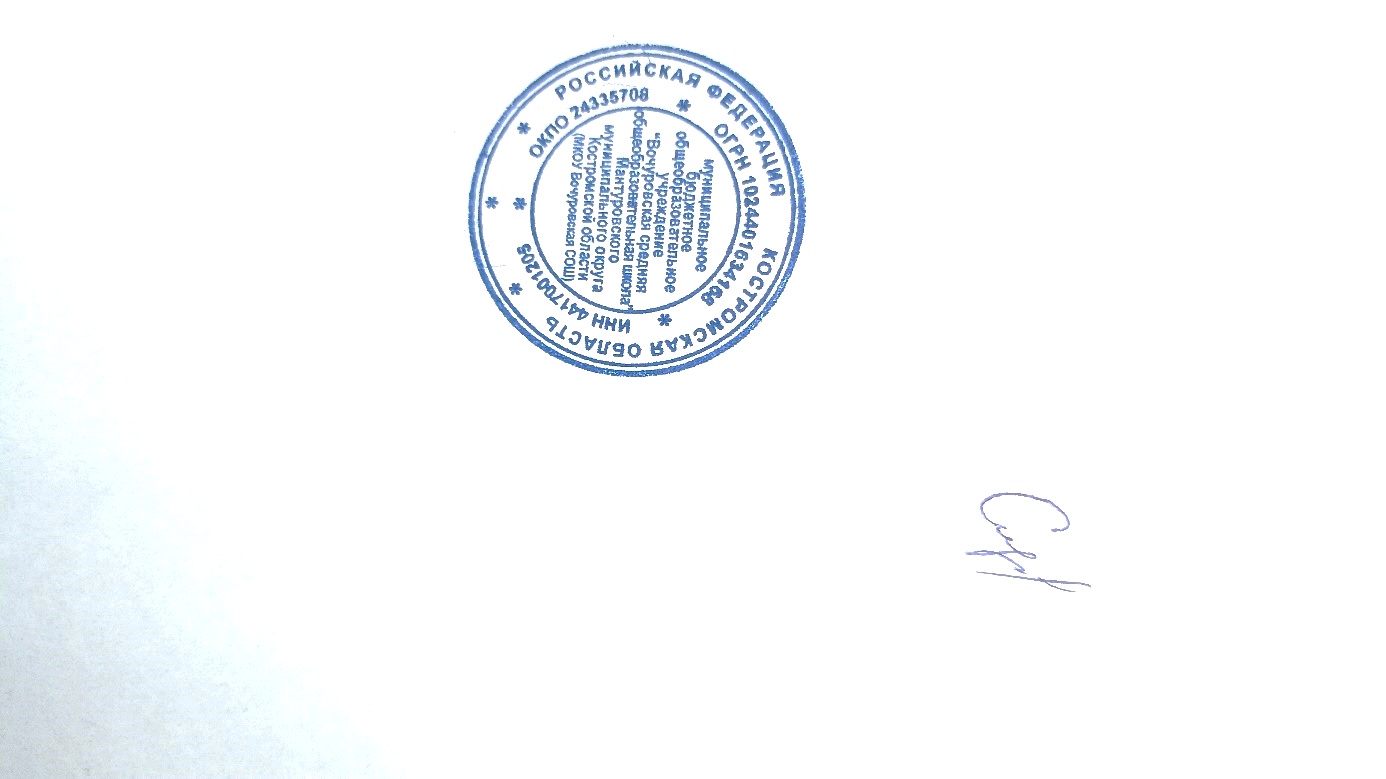 РОССИЙСКАЯ ФЕДЕРАЦИЯ
КОСТРОМСКАЯ ОБЛАСТЬ
ОКПО 24335708
ОГРН 1024401634168
ИНН 4417001205
муниципальное
бюджетное
общеобразовательное
учреждение
"Вочуровская средняя
общеобразовательная школа"
Мантуровского
муниципального округа
Костромской области
(МКОУ Вочуровская СОШ)